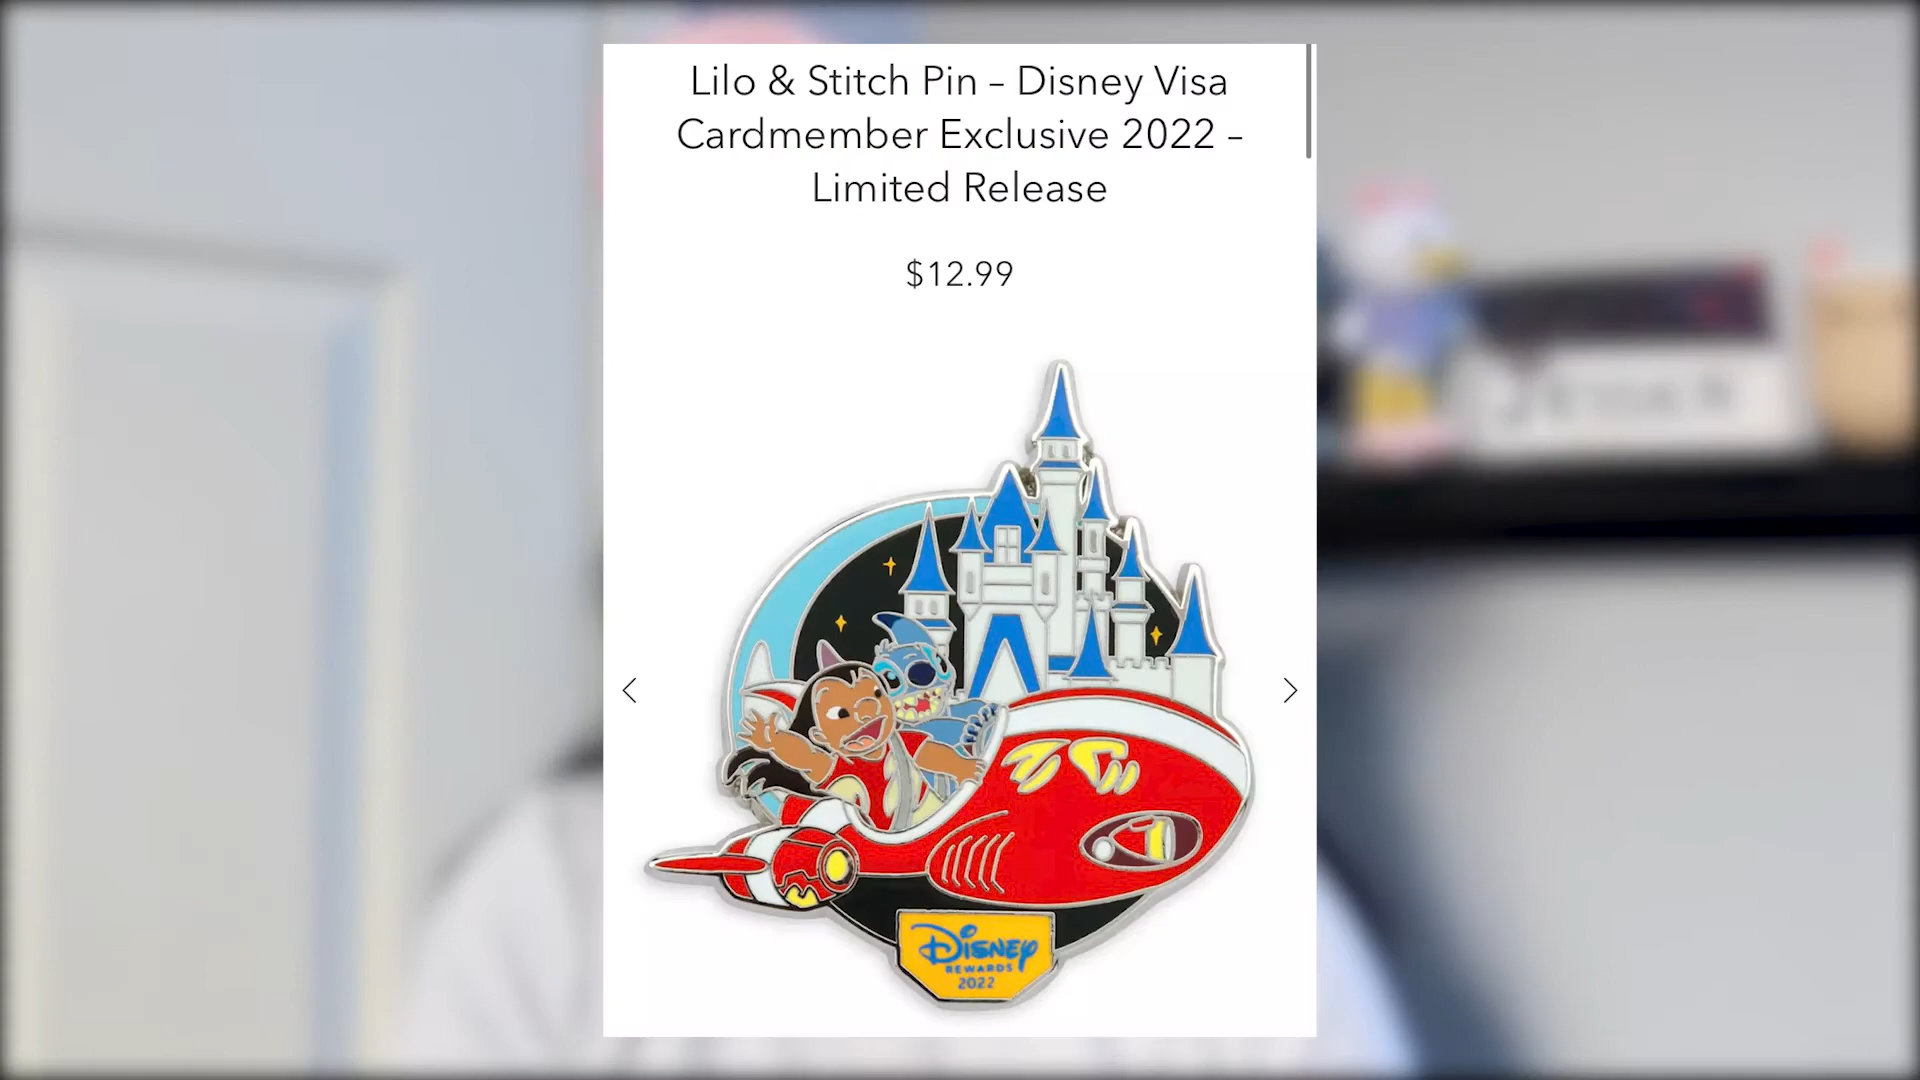 Lilo & Stitch Pin – Disney Visa
Cardmember Exclusive 2022 –
Limited Release
$12.99
Disney
REWARDS
2022